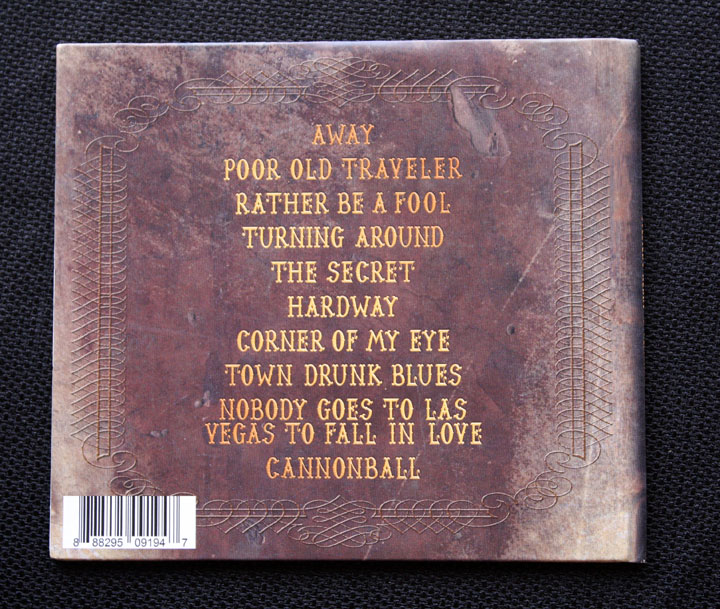 AWAY
POOR OLD TRAVELER
RATHER BE A FOOL
TURNING AROUND
THE SECRET
HARDWAY
CORNER OF MY EYE
TOWN DRUNK BLUES
NOBODY GOES TO LAS
VEGAS TO FALL IN LOVE
CANNONBALL
8 88295 09194 7